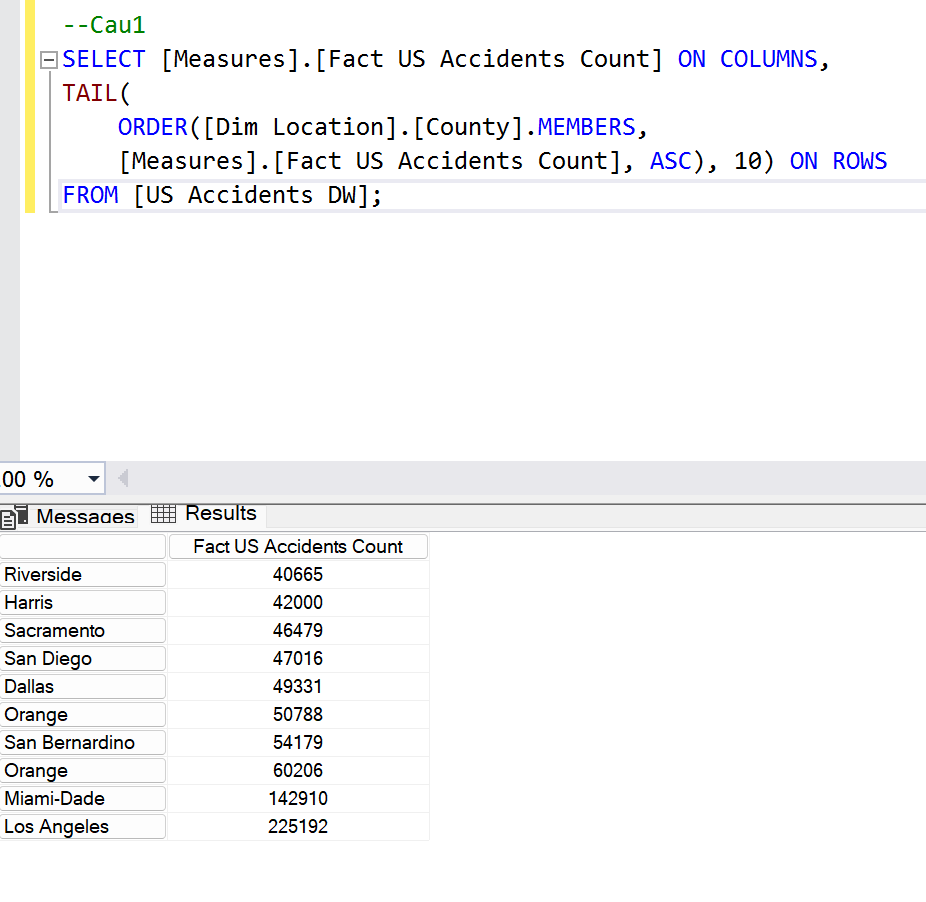 --Cau1
SELECT [Measures].[Fact US Accidents Count] ON COLUMNS,
TAIL(
ORDER([Dim Location].[County].MEMBERS,
[Measures].[Fact US Accidents Count], ASC), 10) ON ROWS
FROM [US Accidents DW];
.00 %
Messages Results
Fact US Accidents Count
Riverside 40665
Harris 42000
Sacramento 46479
San Diego 47016
Dallas 49331
Orange 50788
San Bernardino 54179
Orange 60206
Miami-Dade 142910
Los Angeles 225192